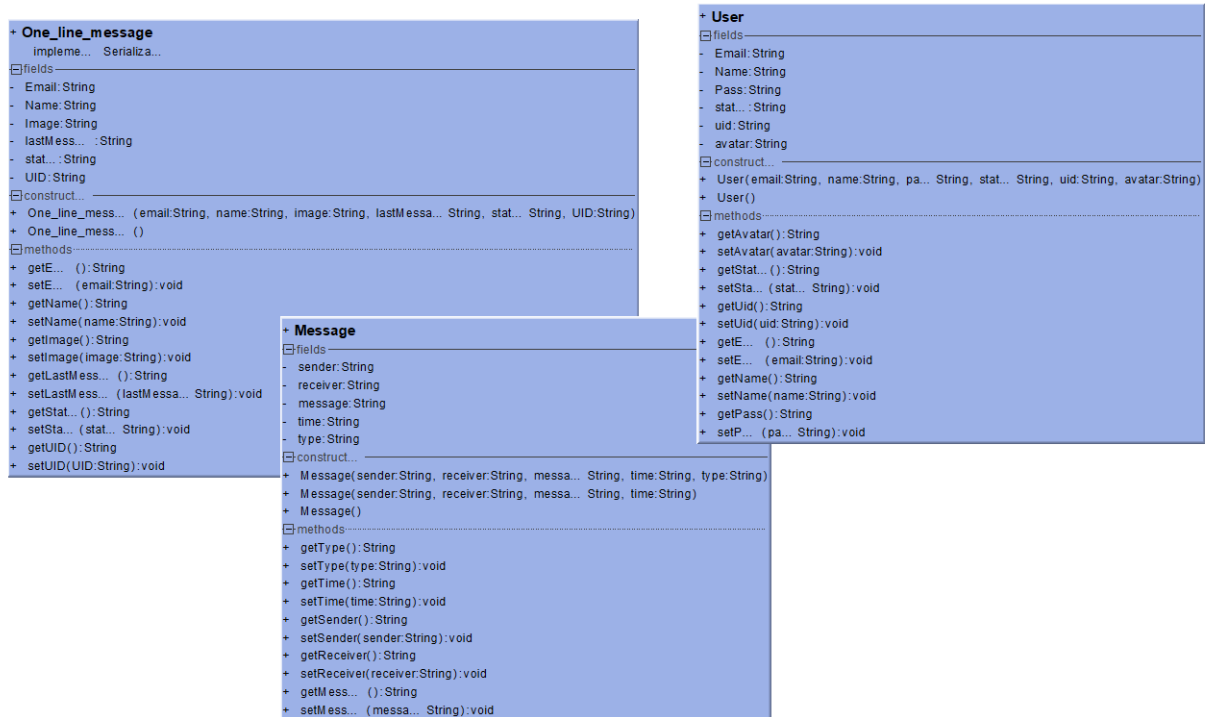 + One_line_message
impleme... Serializa...
fields
- Email:String
- Name:String
- Image:String
- lastMess... :String
- stat... :String
- UID:String
construct...
+ One_line_mess... (email:String, name:String, image:String, lastMessa... String, stat... String, UID:String)
+ One_line_mess... ()
methods
+ getE... ():String
+ setE... (email:String):void
+ getName():String
+ setName(name:String):void
+ getImage():String
+ setImage(image:String):void
+ getLastMess... ():String
+ setLastMess... (lastMessa... String):void
+ getStat... ():String
+ setSta... (stat... String):void
+ getUID():String
+ setUID(UID:String):void
+ Message
fields
- sender:String
- receiver:String
- message:String
- time:String
- type:String
construct...
+ Message(sender:String, receiver:String, messa... String, time:String, type:String)
+ Message(sender:String, receiver:String, messa... String, time:String)
+ Message()
methods
+ getType():String
+ setType(type:String):void
+ getTime():String
+ setTime(time:String):void
+ getSender():String
+ setSender(sender:String):void
+ getReceiver():String
+ setReceiver(receiver:String):void
+ getMess... ():String
+ setMess... (messa... String):void
+ User
fields
- Email:String
- Name:String
- Pass:String
- stat... :String
- uid:String
- avatar:String
construct...
+ User(email:String, name:String, pa... String, stat... String, uid:String, avatar:String)
+ User()
methods
+ getAvatar():String
+ setAvatar(avatar:String):void
+ getStat... ():String
+ setSta... (stat... String):void
+ getUid():String
+ setUid(uid:String):void
+ getE... ():String
+ setE... (email:String):void
+ getName():String
+ setName(name:String):void
+ getPass():String
+ setP... (pa... String):void